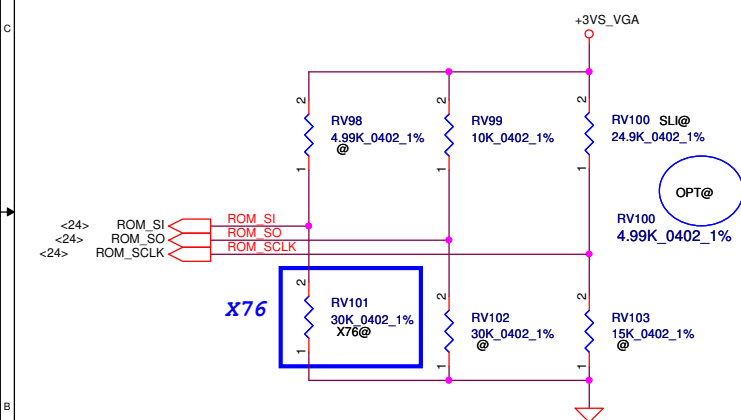 +3VS_VGA
C
2
2
2
RV98
4.99K_0402_1%
@
RV99
10K_0402_1%
RV100 SLI@
24.9K_0402_1%
1
1
1
OPT@
RV100
4.99K_0402_1%
<24> ROM_SI ROM_SI
<24> ROM_SO ROM_SO
<24> ROM_SCLK ROM_SCLK
X76
2
2
2
RV101
30K_0402_1%
X76@
RV102
30K_0402_1%
@
RV103
15K_0402_1%
@
1
1
1
B